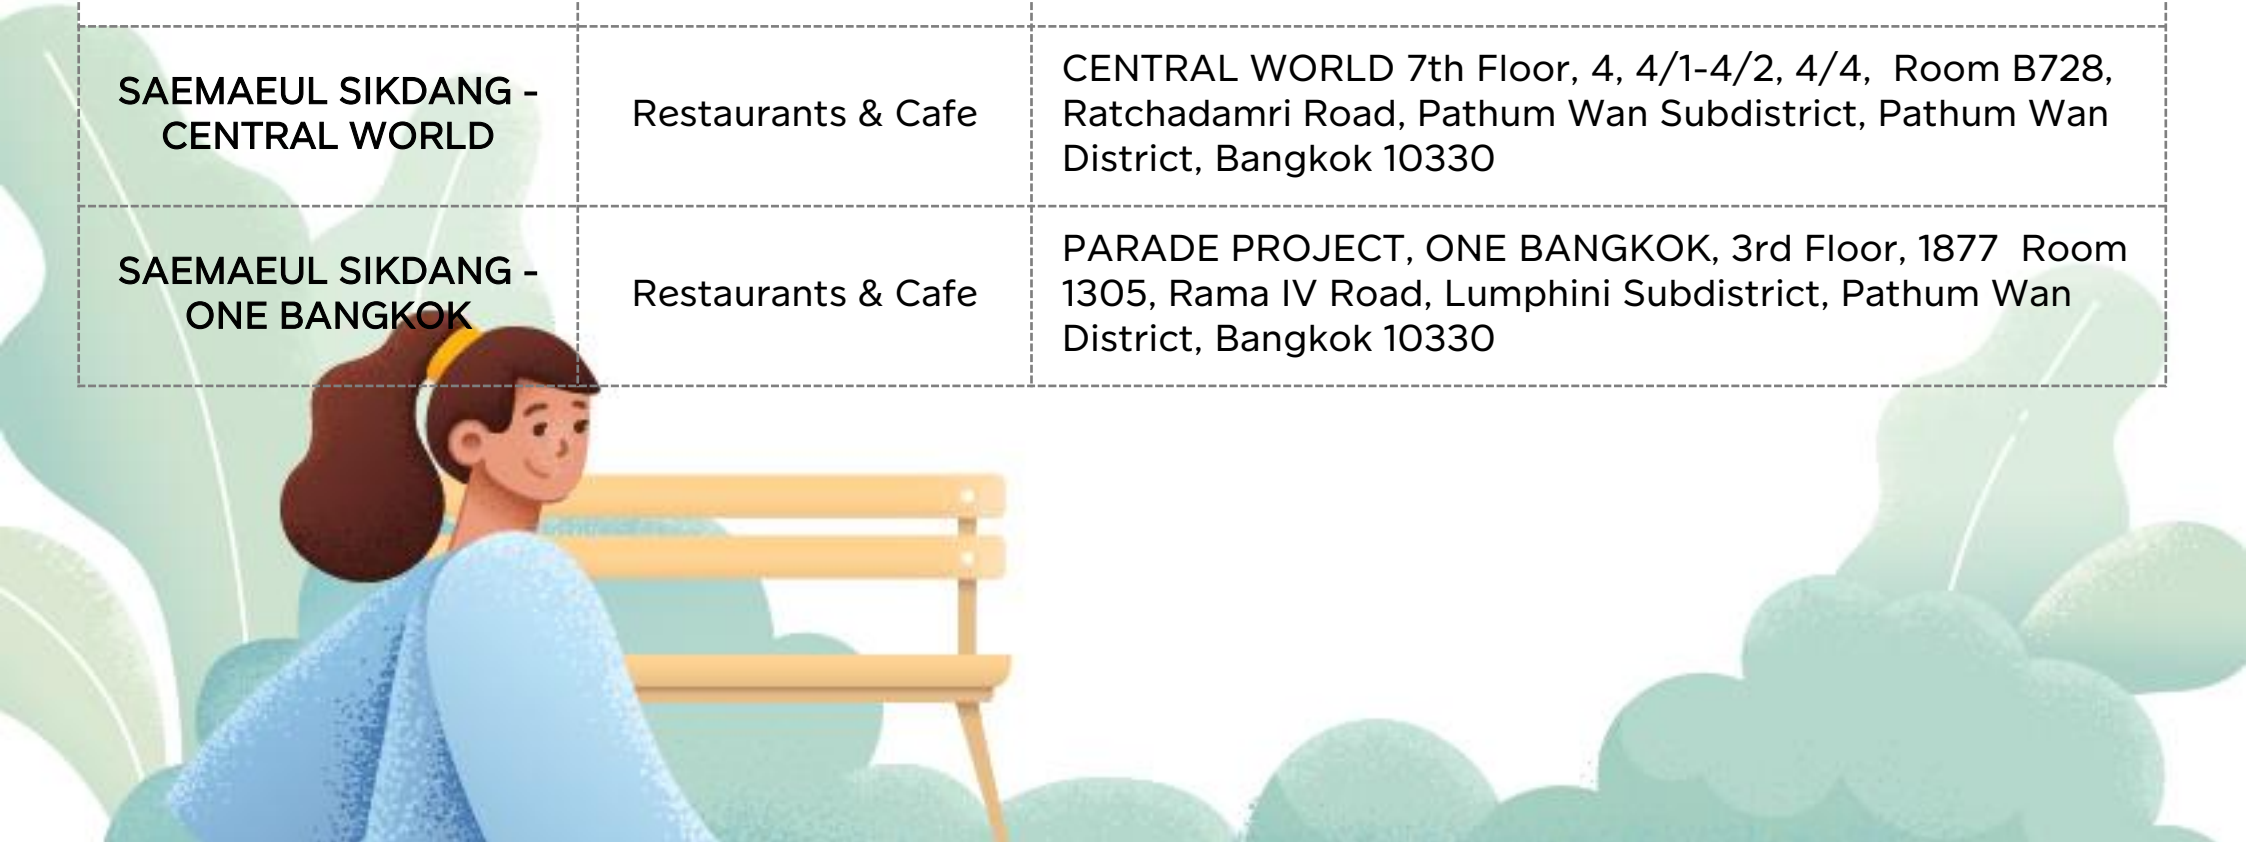 SAEMAEUL SIKDANG -
CENTRAL WORLD
Restaurants & Cafe
CENTRAL WORLD 7th Floor, 4, 4/1-4/2, 4/4,  Room B728,
Ratchadamri Road, Pathum Wan Subdistrict, Pathum Wan
District, Bangkok 10330
SAEMAEUL SIKDANG -
ONE BANGKOK
Restaurants & Cafe
PARADE PROJECT, ONE BANGKOK, 3rd Floor, 1877  Room
1305, Rama IV Road, Lumphini Subdistrict, Pathum Wan
District, Bangkok 10330